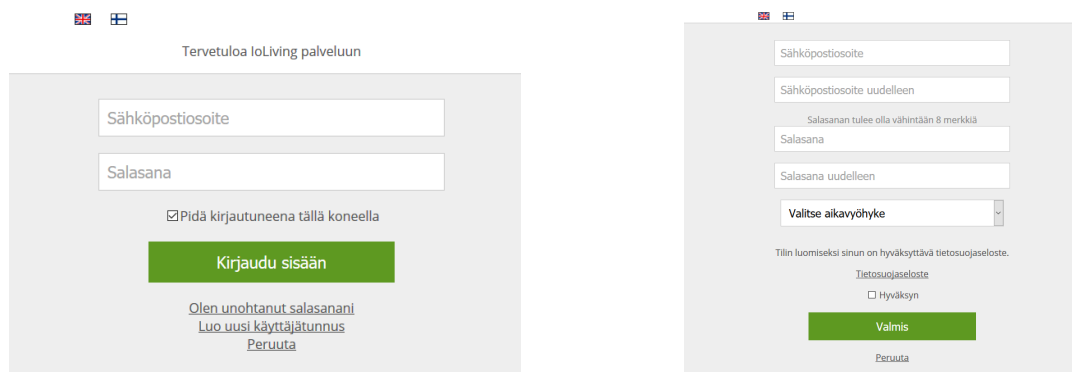 Tervetuloa IoLiving palveluun
Sähköpostiosoite
Salasana
Pidä kirjautuneena tällä koneella
Kirjaudu sisään
Olen unohtanut salasanani
Luo uusi käyttäjätunnus
Peruuta
Sähköpostiosoite
Sähköpostiosoite uudelleen
Salasanan tulee olla vähintään 8 merkkiä
Salasana
Salasana uudelleen
Valitse aikavyöhyke
Tilin luomiseksi sinun on hyväksyttävä tietosuojaseloste.
Tietosuojaseloste
Hyväksyn
Valmis
Peruuta